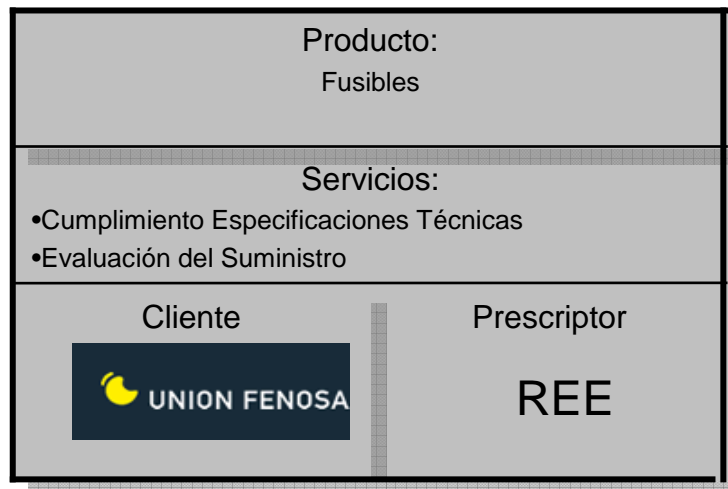 Producto:
Fusibles
Servicios:
•Cumplimiento Especificaciones Técnicas
•Evaluación del Suministro
Cliente
Prescriptor
UNION FENOSA
REE